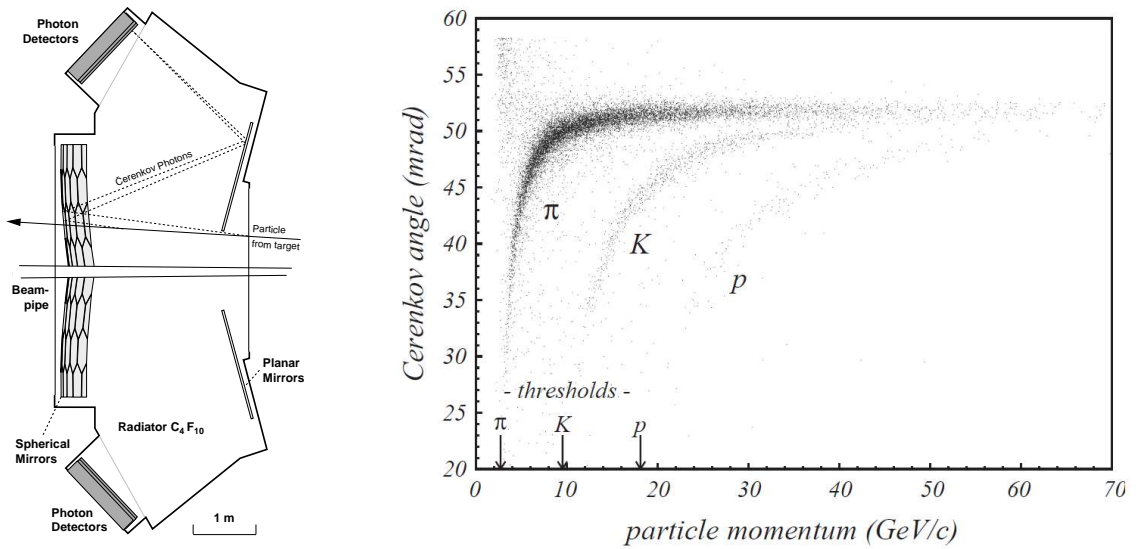 Photon
Detectors
Čerenkov Photons
Particle
from target
Beam-
pipe
Planar
Mirrors
Radiator C4 F10
Spherical
Mirrors
Photon
Detectors
1 m
Cerenkov angle (mrad)
60
55
50
45
40
35
30
25
20
π
K
p
- thresholds -
π
K
p
0
10
20
30
40
50
60
70
particle momentum (GeV/c)